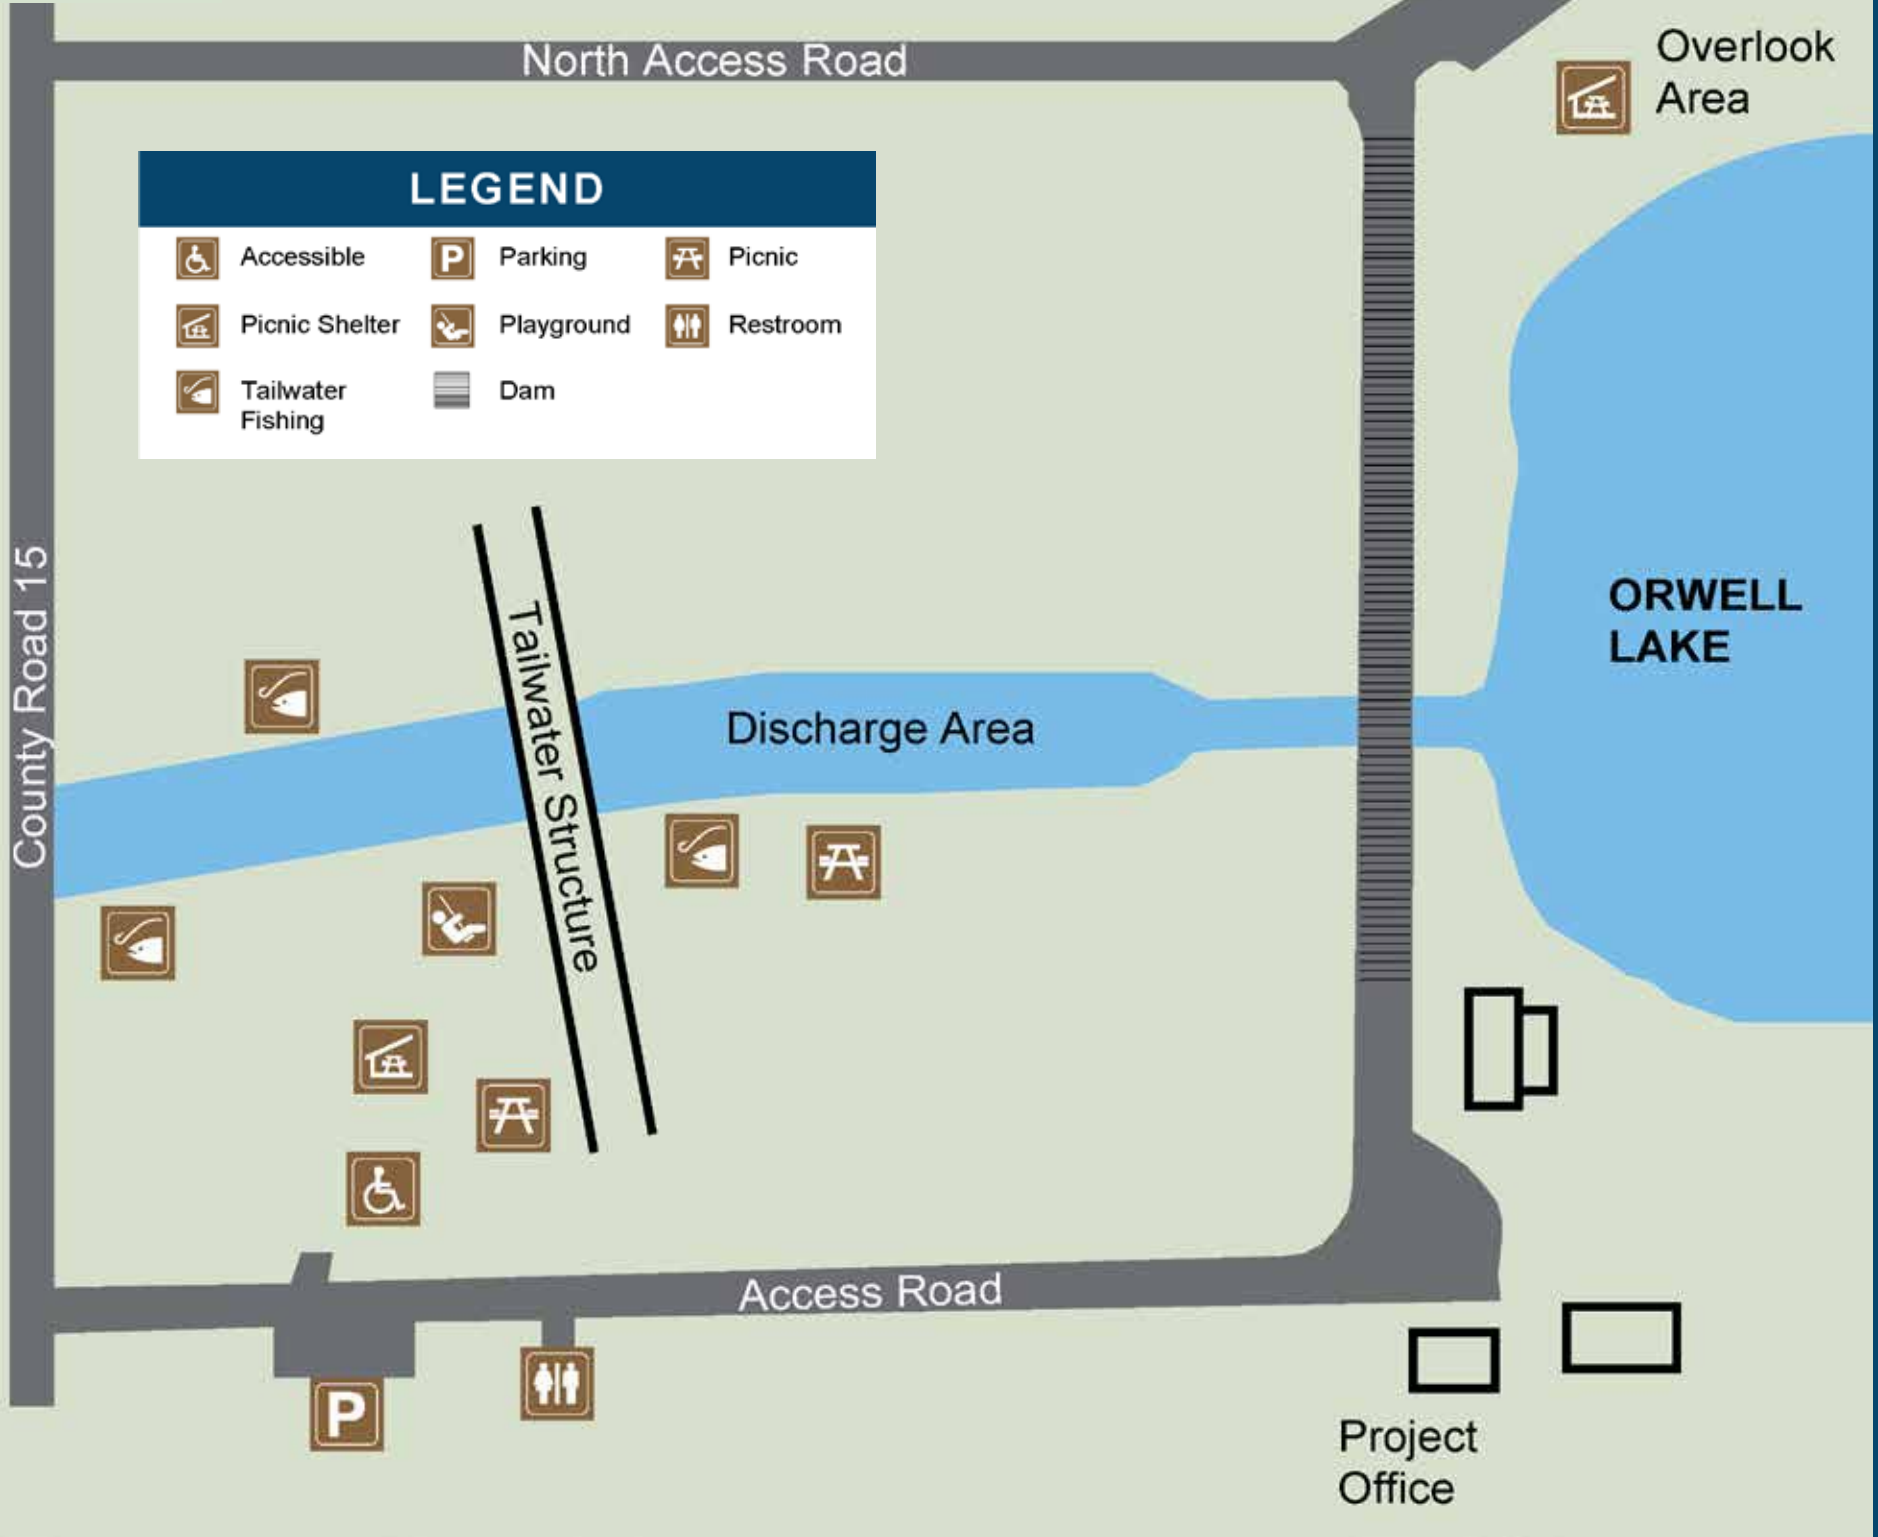 North Access Road
Overlook
Area
LEGEND
Accessible
P
Parking
Picnic
Picnic Shelter
Playground
Restroom
Tailwater
Fishing
Dam
County Road 15
Tailwater Structure
ORWELL
LAKE
Discharge Area
Access Road
P
Project
Office